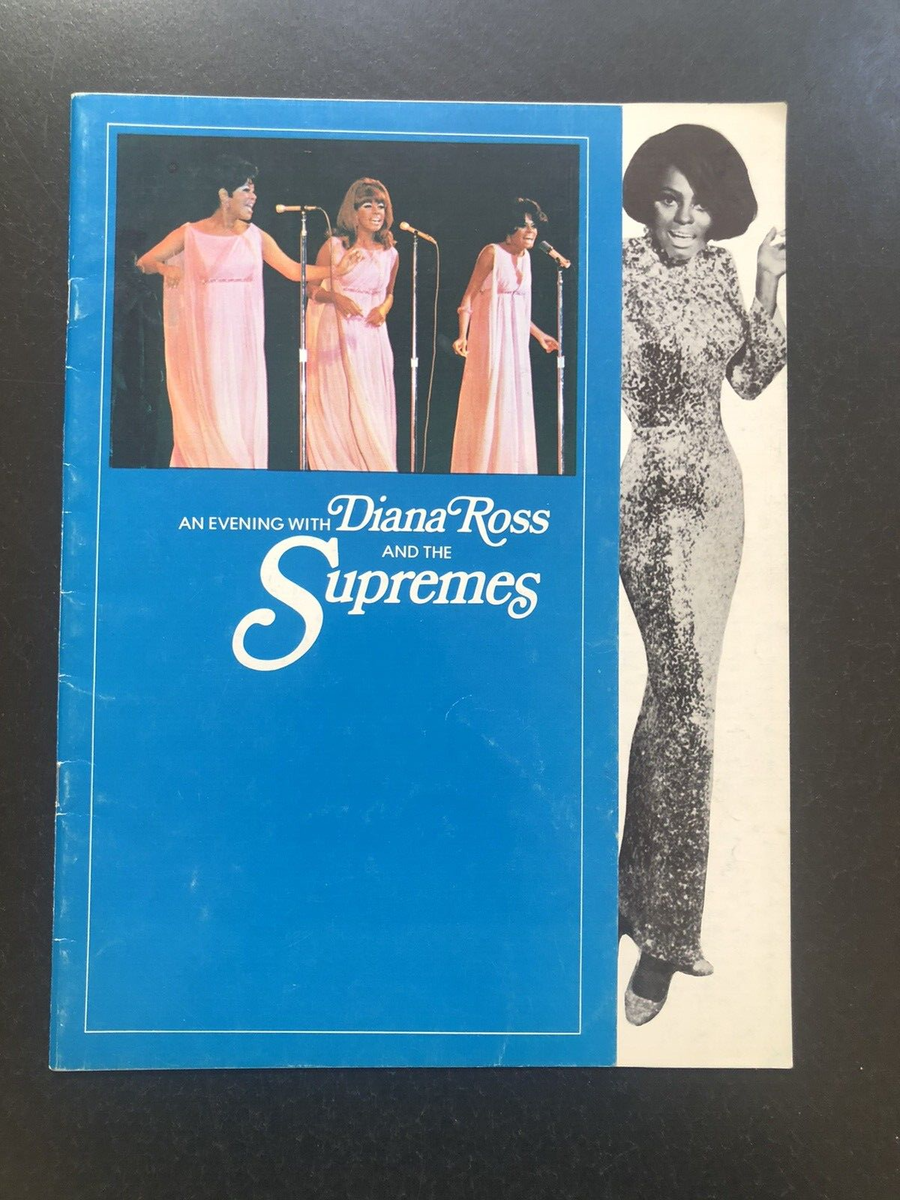 AN EVENING WITH Diana Ross
AND THE
Supremes